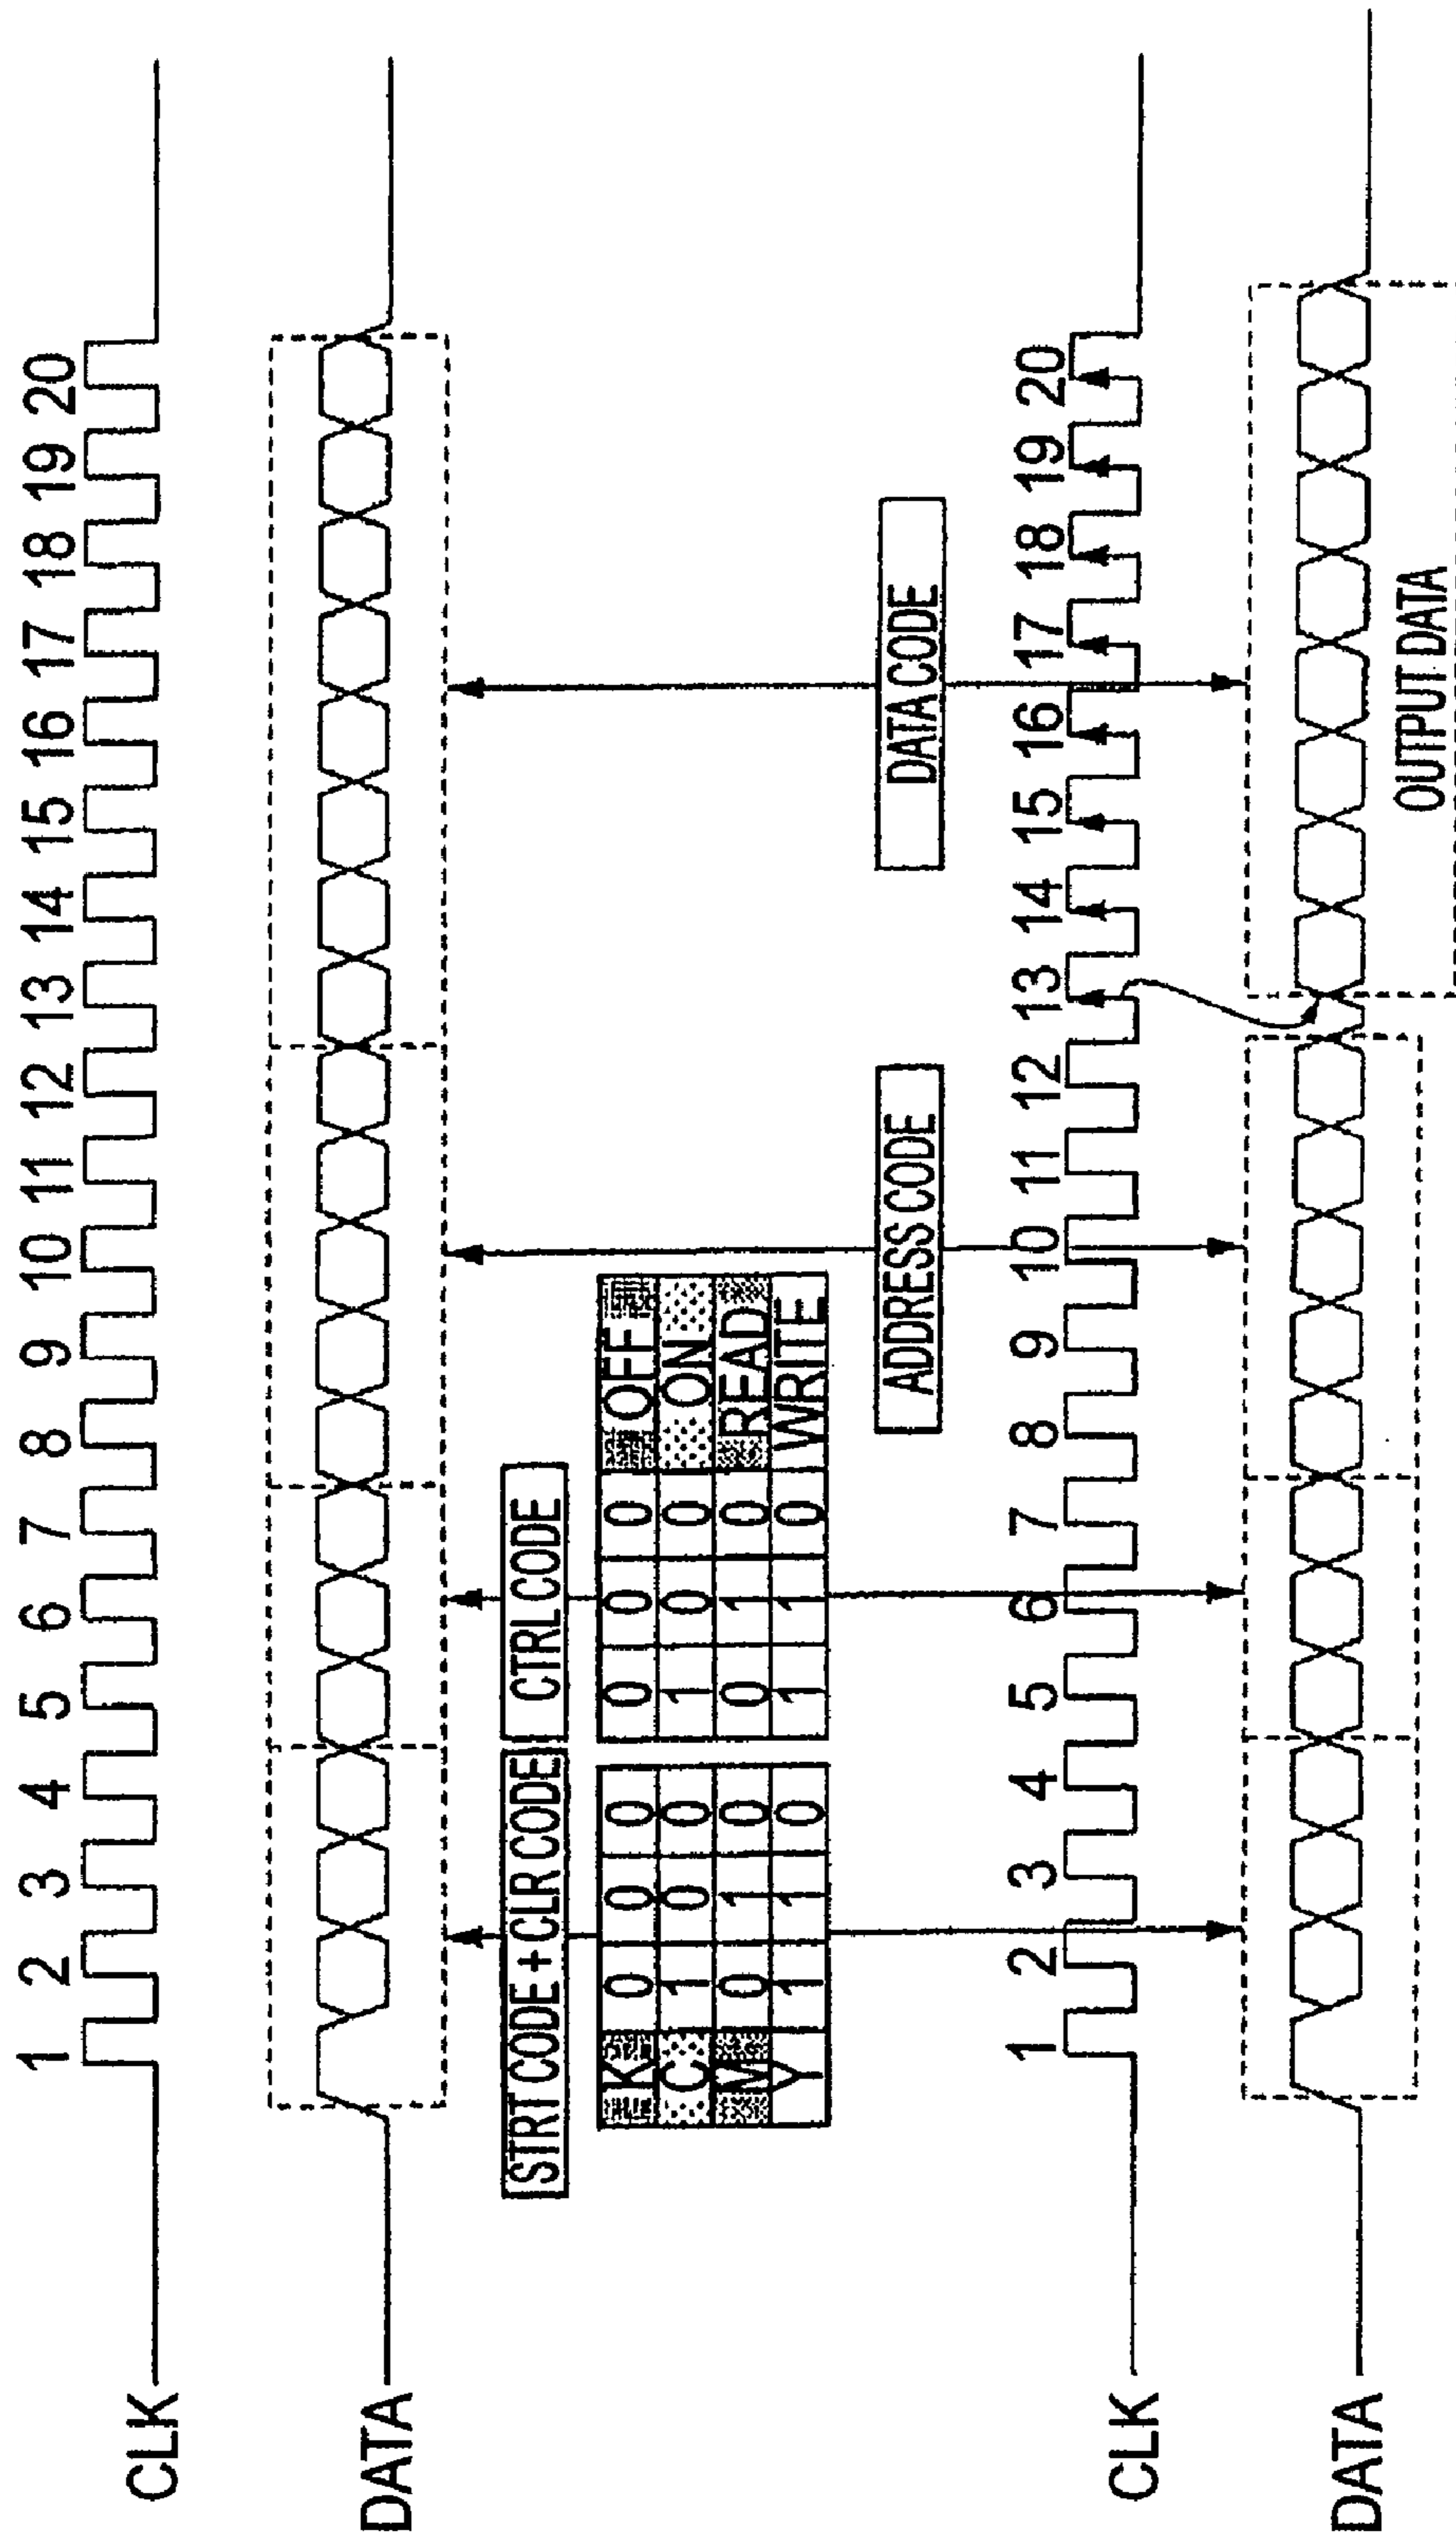 1 2 3 4 5 6 7 8 9 10 11 12 13 14 15 16 17 18 19 20
CLK
DATA
STRT CODE + CLR CODE
CTRL CODE
K 0 0 0
C 1 0 0
M 0 1 0
Y 1 1 0
0 0 0 OFF
1 0 0 ON
0 1 0 READ
1 1 0 WRITE
ADDRESS CODE
DATA CODE
1 2 3 4 5 6 7 8 9 10 11 12 13 14 15 16 17 18 19 20
CLK
DATA
OUTPUT DATA